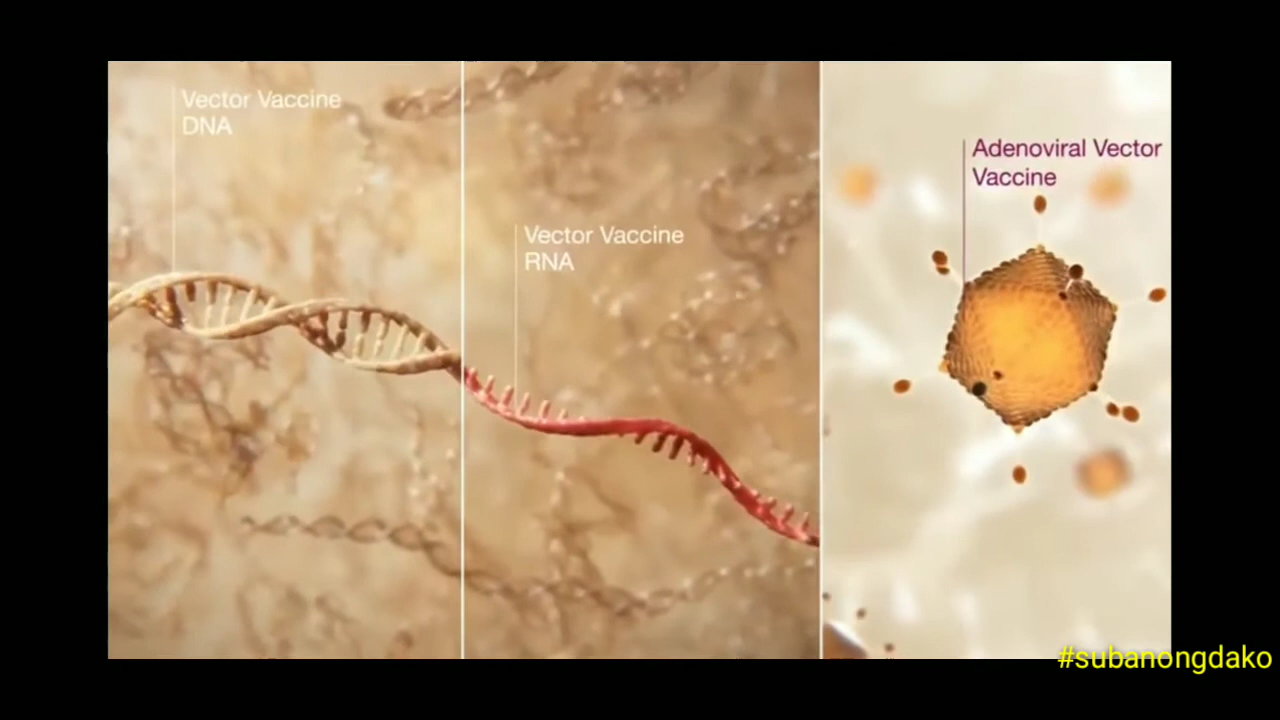 Vector Vaccine
DNA
Vector Vaccine
RNA
Adenoviral Vector
Vaccine
#subanongdako